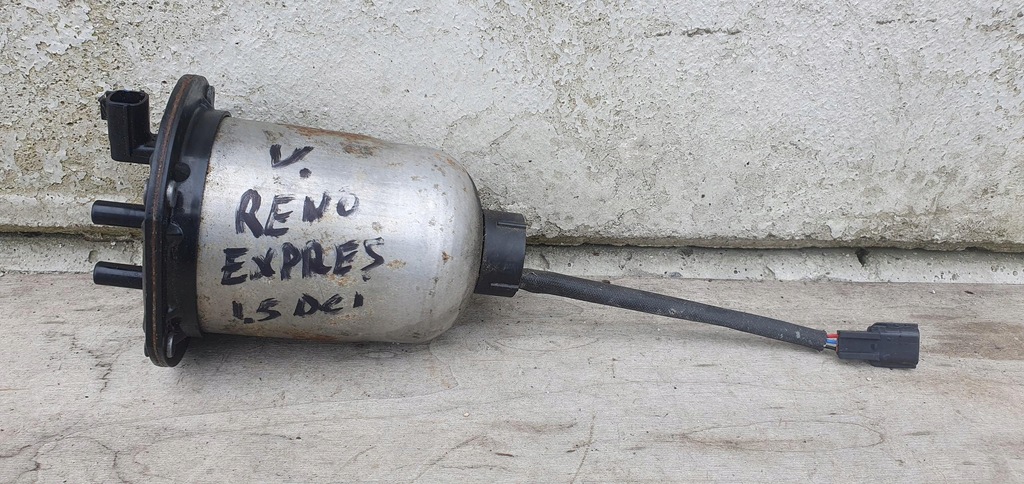 V.
RENO
EXPRES
1.5 DCI